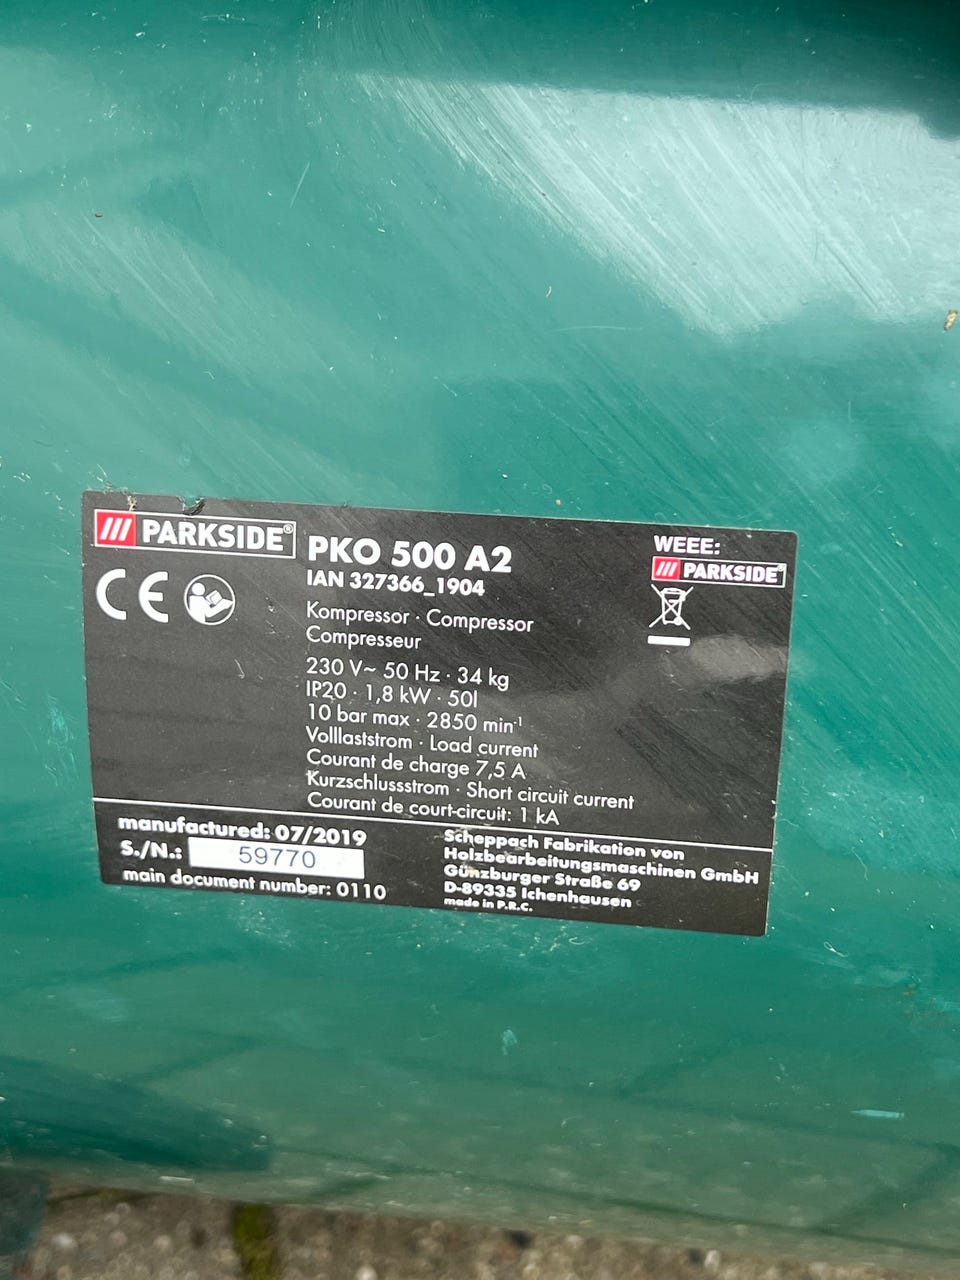 PARKSIDE®
PKO 500 A2
IAN 327366_1904
CE
Kompressor · Compressor
Compresseur
230 V~ 50 Hz · 34 kg
IP20 · 1,8 kW · 50l
10 bar max · 2850 min-1
Volllaststrom · Load current
Courant de charge 7,5 A
Kurzschlussstrom · Short circuit current
Courant de court-circuit: 1 kA
WEEE:
PARKSIDE®
manufactured: 07/2019
S./N.: 59770
main document number: 0110
Scheppach Fabrikation von
Holzbearbeitungsmaschinen GmbH
Günzburger Straße 69
D-89335 Ichenhausen
made in P.R.C.